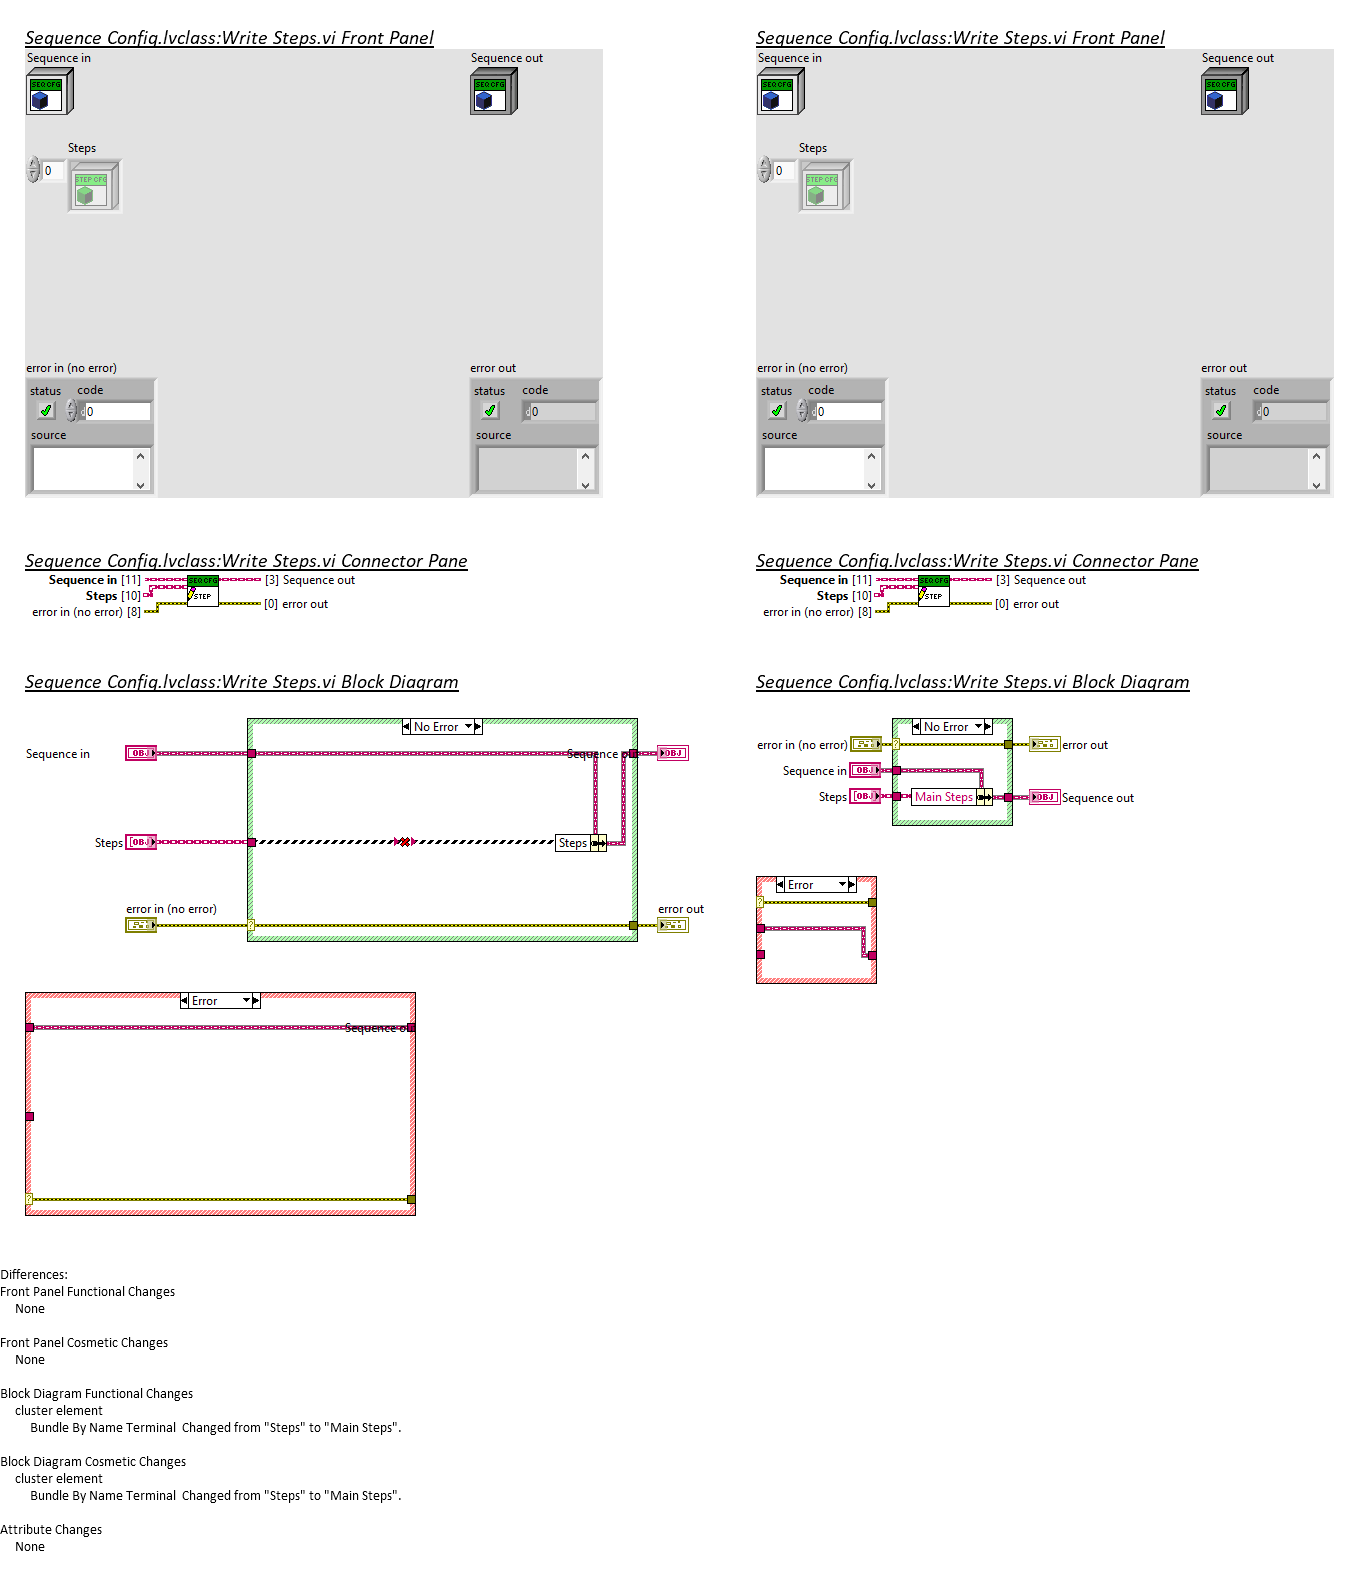 Sequence Config.lvclass:Write Steps.vi Front Panel
Sequence in
Sequence out
SEQ CFG
SEQ CFG
Steps
0
STEP CFG
error in (no error)
error out
status
code
status
code
d 0
d 0
source
source
Sequence Config.lvclass:Write Steps.vi Connector Pane
Sequence in [11]
SEQ CFG
[3] Sequence out
Steps [10]
STEP
error in (no error) [8]
[0] error out
Sequence Config.lvclass:Write Steps.vi Block Diagram
No Error
Sequence in
OBJ
Sequence o
OBJ
Steps
[OBJ
Steps
error in (no error)
error out
?
Error
Sequence o
?
Sequence Config.lvclass:Write Steps.vi Front Panel
Sequence in
Sequence out
SEQ CFG
SEQ CFG
Steps
0
STEP CFG
error in (no error)
error out
status
code
status
code
d 0
d 0
source
source
Sequence Config.lvclass:Write Steps.vi Connector Pane
Sequence in [11]
SEQ CFG
[3] Sequence out
Steps [10]
STEP
error in (no error) [8]
[0] error out
Sequence Config.lvclass:Write Steps.vi Block Diagram
No Error
error in (no error)
?
error out
Sequence in
OBJ
Steps
[OBJ
Main Steps
OBJ
Sequence out
Error
?
Differences:
Front Panel Functional Changes
None
Front Panel Cosmetic Changes
None
Block Diagram Functional Changes
cluster element
Bundle By Name Terminal  Changed from "Steps" to "Main Steps".
Block Diagram Cosmetic Changes
cluster element
Bundle By Name Terminal  Changed from "Steps" to "Main Steps".
Attribute Changes
None